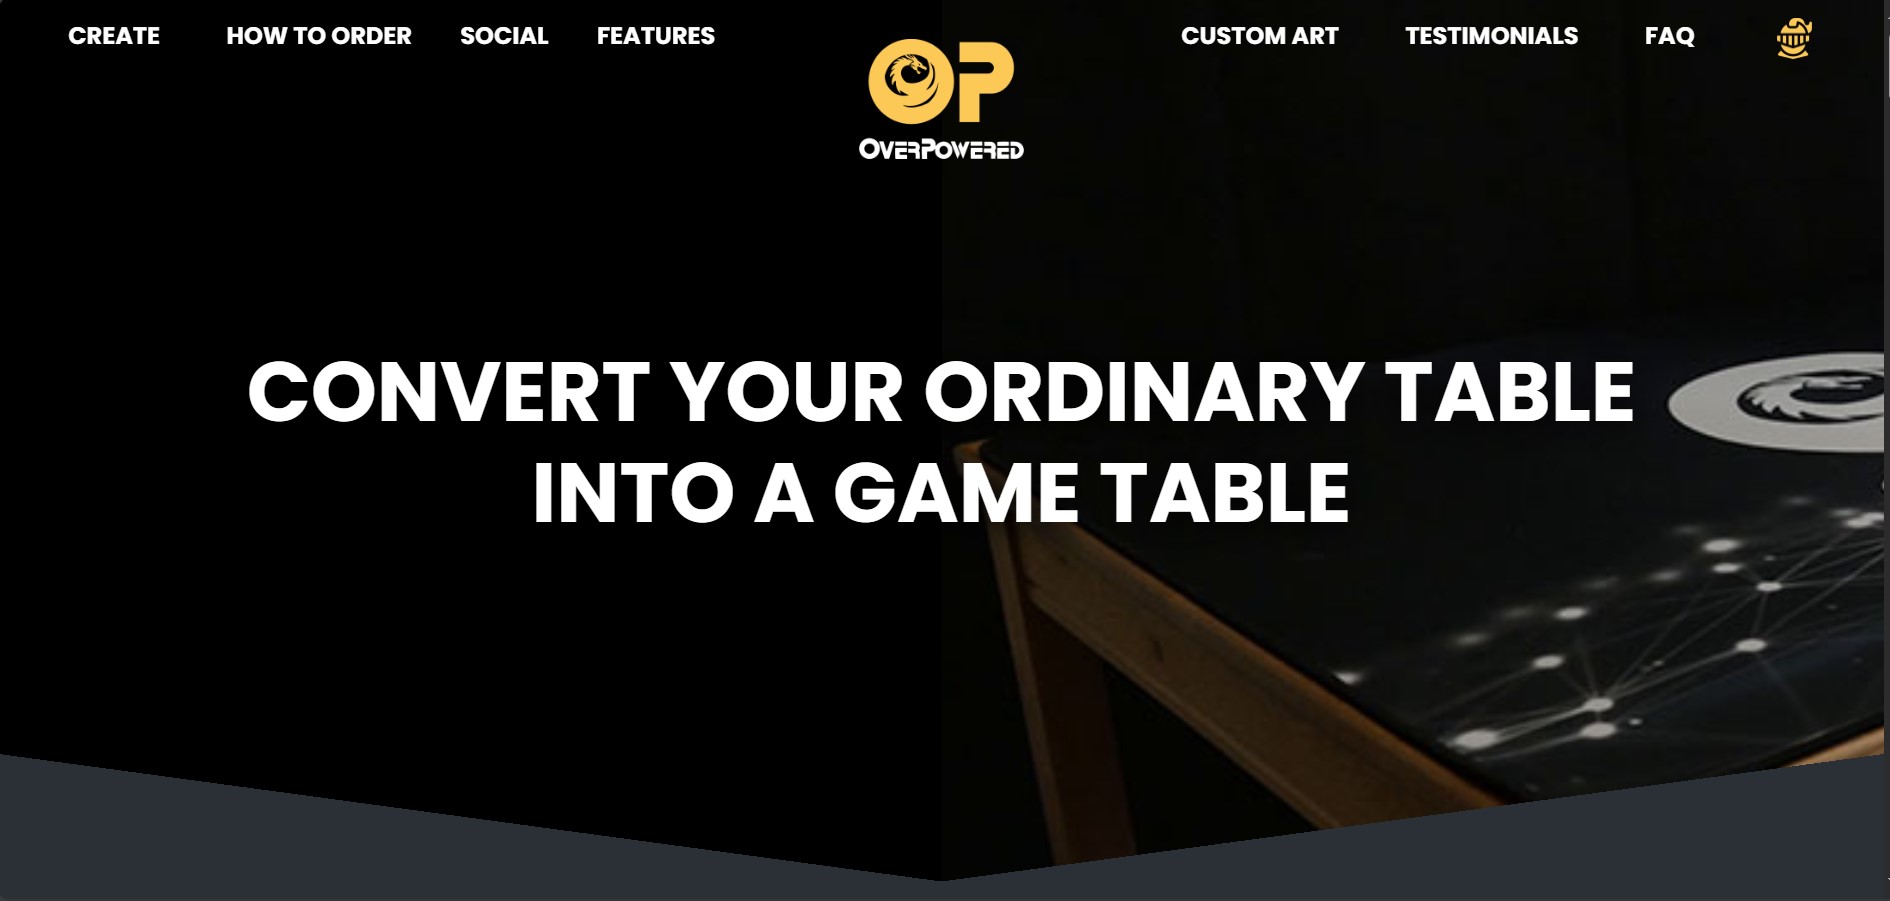 CREATE HOW TO ORDER SOCIAL FEATURES CUSTOM ART TESTIMONIALS FAQ
OP
OVERPOWERED
CONVERT YOUR ORDINARY TABLE
INTO A GAME TABLE